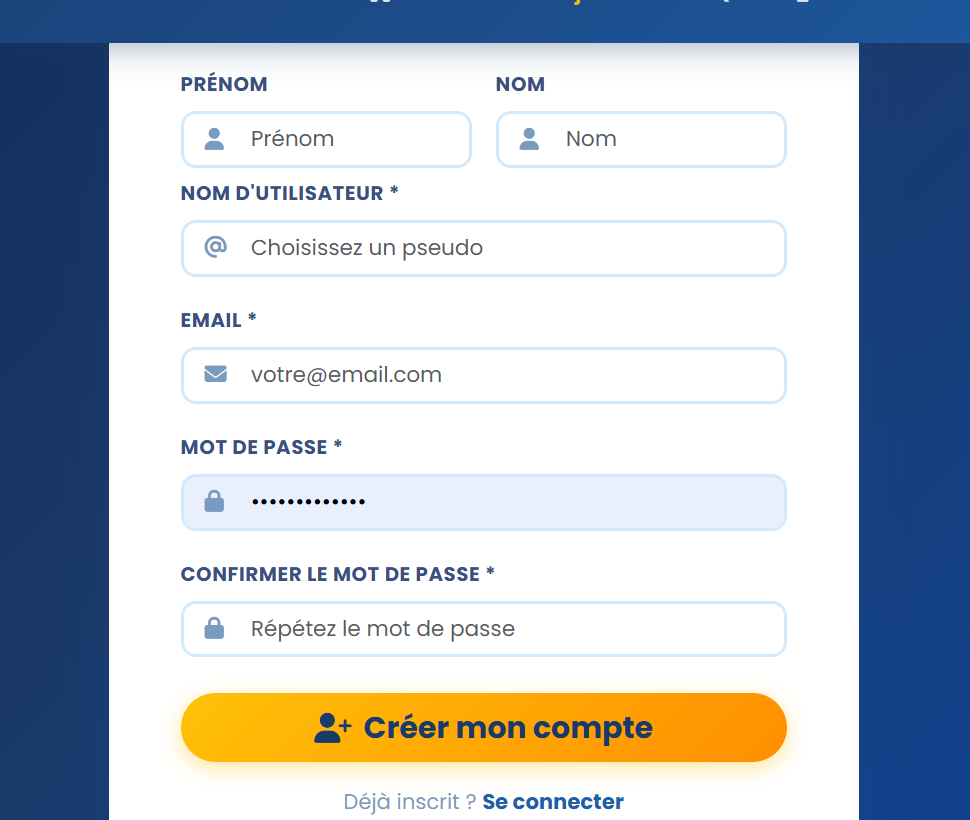 PRÉNOM
NOM
Prénom
Nom
NOM D'UTILISATEUR *
@ Choisissez un pseudo
EMAIL *
votre@email.com
MOT DE PASSE *
•••••••••••••
CONFIRMER LE MOT DE PASSE *
Répétez le mot de passe
Créer mon compte
Déjà inscrit ? Se connecter